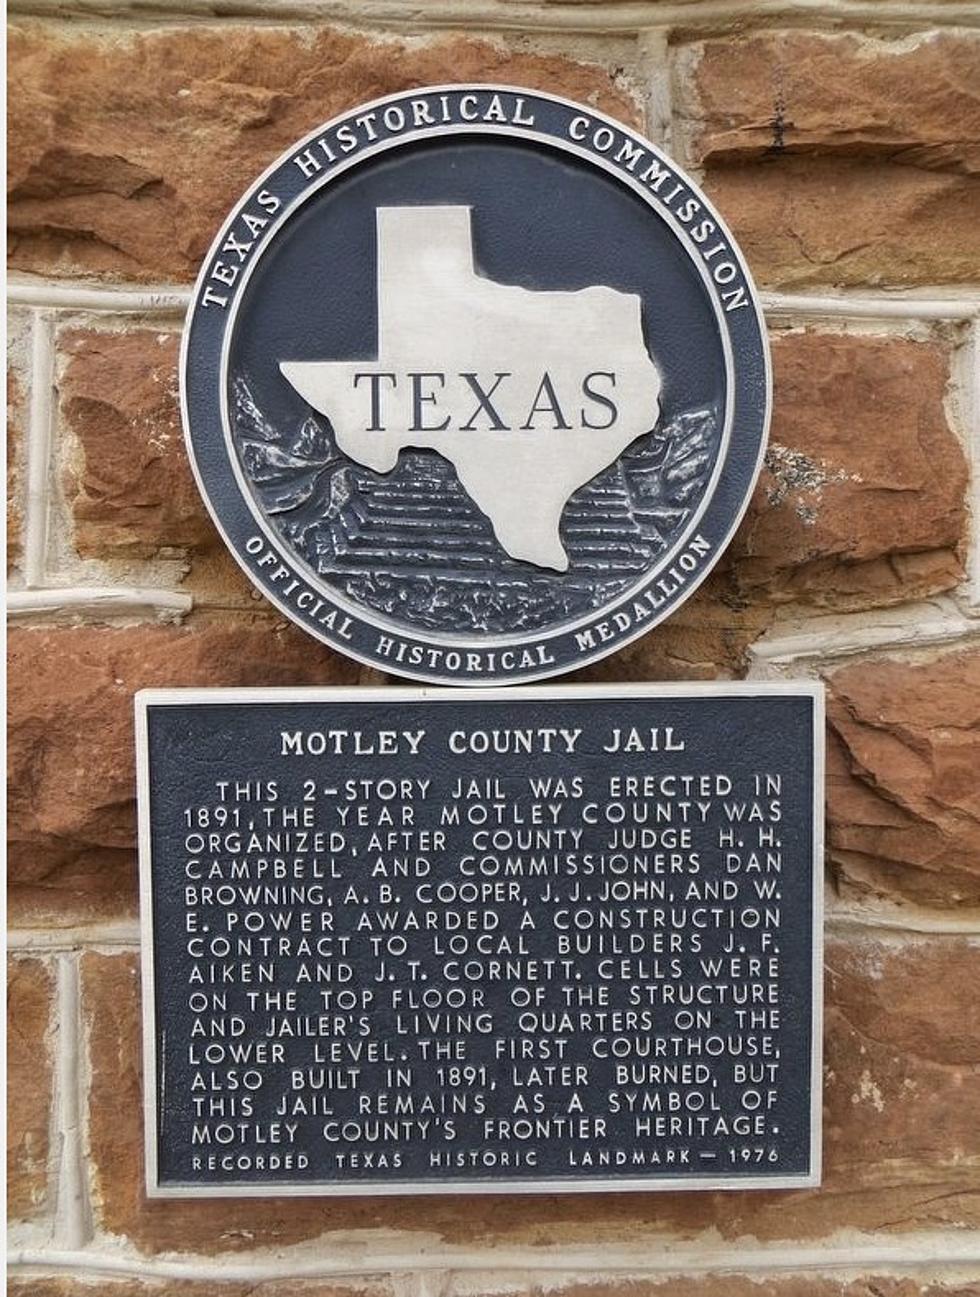 TEXAS HISTORICAL COMMISSION
TEXAS
OFFICIAL HISTORICAL MEDALLION
MOTLEY COUNTY JAIL
THIS 2-STORY JAIL WAS ERECTED IN
1891, THE YEAR MOTLEY COUNTY WAS
ORGANIZED, AFTER COUNTY JUDGE H. H.
CAMPBELL AND COMMISSIONERS DAN
BROWNING, A. B. COOPER, J. J. JOHN, AND W.
E. POWER AWARDED A CONSTRUCTION
CONTRACT TO LOCAL BUILDERS J. F.
AIKEN AND J. T. CORNETT. CELLS WERE
ON THE TOP FLOOR OF THE STRUCTURE
AND JAILER'S LIVING QUARTERS ON THE
LOWER LEVEL. THE FIRST COURTHOUSE,
ALSO BUILT IN 1891, LATER BURNED, BUT
THIS JAIL REMAINS AS A SYMBOL OF
MOTLEY COUNTY'S FRONTIER HERITAGE.
RECORDED TEXAS HISTORIC LANDMARK — 1976